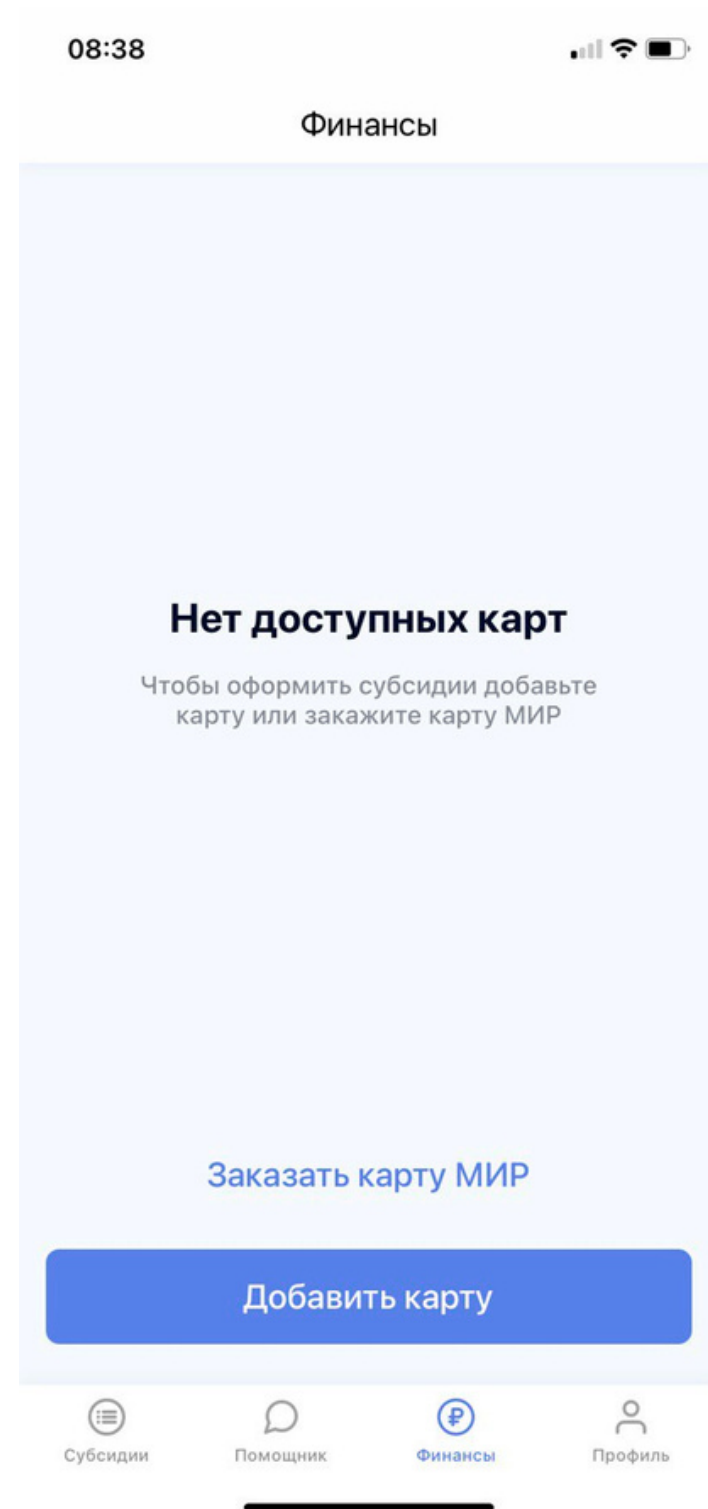 08:38
Финансы
Нет доступных карт
Чтобы оформить субсидии добавьте
карту или закажите карту МИР
Заказать карту МИР
Добавить карту
Субсидии Помощник Финансы Профиль